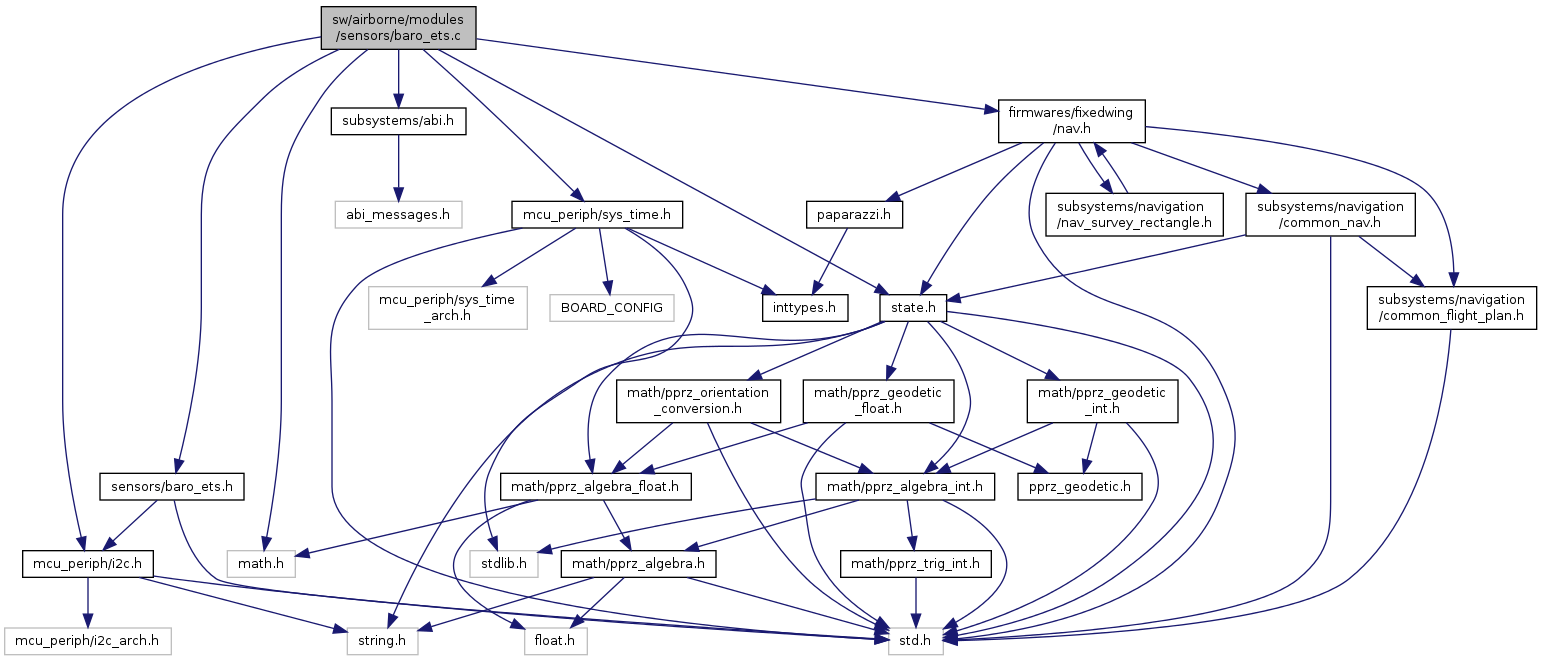 sw/airborne/modules
/sensors/baro_ets.c
firmwares/fixedwing
/nav.h
subsystems/abi.h
abi_messages.h
mcu_periph/sys_time.h
paparazzi.h
subsystems/navigation
/nav_survey_rectangle.h
subsystems/navigation
/common_nav.h
mcu_periph/sys_time
_arch.h
BOARD_CONFIG
inttypes.h
state.h
subsystems/navigation
/common_flight_plan.h
math/pprz_orientation
_conversion.h
math/pprz_geodetic
_float.h
math/pprz_geodetic
_int.h
sensors/baro_ets.h
math/pprz_algebra_float.h
math/pprz_algebra_int.h
pprz_geodetic.h
mcu_periph/i2c.h
math.h
stdlib.h
math/pprz_algebra.h
math/pprz_trig_int.h
mcu_periph/i2c_arch.h
string.h
float.h
std.h